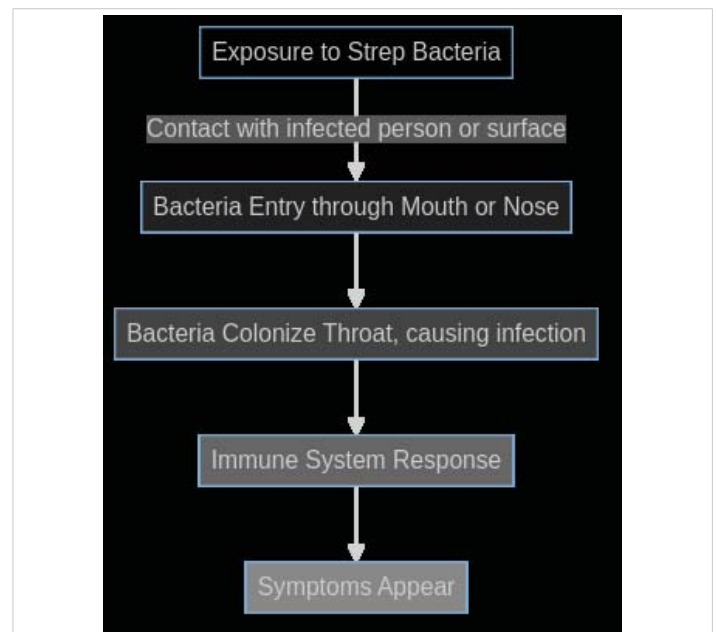 Exposure to Strep Bacteria
Contact with infected person or surface
Bacteria Entry through Mouth or Nose
Bacteria Colonize Throat, causing infection
Immune System Response
Symptoms Appear